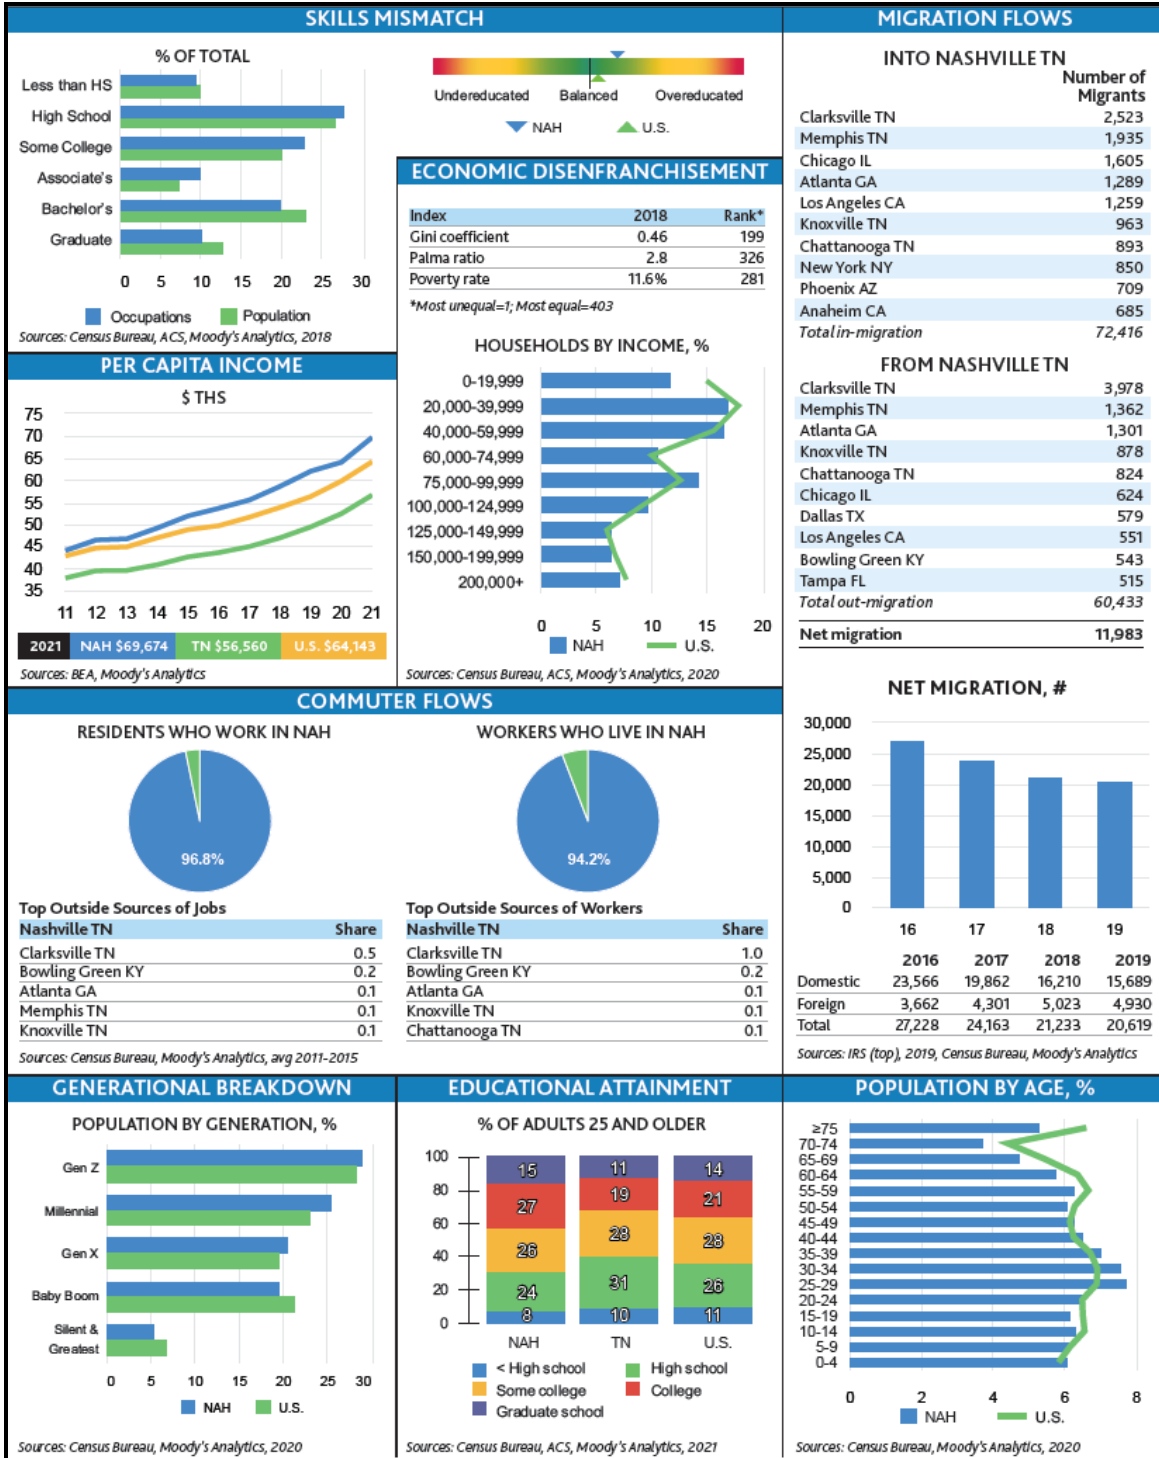 SKILLS MISMATCH
% OF TOTAL
Less than HS
High School
Some College
Associate's
Bachelor's
Graduate
0 5 10 15 20 25 30
Occupations Population
Sources: Census Bureau, ACS, Moody's Analytics, 2018
Undereducated Balanced Overeducated
NAH U.S.
ECONOMIC DISENFRANCHISEMENT
Index 2018 Rank*
Gini coefficient 0.46 199
Palma ratio 2.8 326
Poverty rate 11.6% 281
*Most unequal=1; Most equal=403
HOUSEHOLDS BY INCOME, %
0-19,999
20,000-39,999
40,000-59,999
60,000-74,999
75,000-99,999
100,000-124,999
125,000-149,999
150,000-199,999
200,000+
0 5 10 15 20
NAH U.S.
Sources: Census Bureau, ACS, Moody's Analytics, 2020
PER CAPITA INCOME
$ THS
75
70
65
60
55
50
45
40
35
11 12 13 14 15 16 17 18 19 20 21
2021 NAH $69,674 TN $56,560 U.S. $64,143
Sources: BEA, Moody's Analytics
MIGRATION FLOWS
INTO NASHVILLE TN
Number of
Migrants
Clarksville TN 2,523
Memphis TN 1,935
Chicago IL 1,605
Atlanta GA 1,289
Los Angeles CA 1,259
Knoxville TN 963
Chattanooga TN 893
New York NY 850
Phoenix AZ 709
Anaheim CA 685
Total in-migration 72,416
FROM NASHVILLE TN
Clarksville TN 3,978
Memphis TN 1,362
Atlanta GA 1,301
Knoxville TN 878
Chattanooga TN 824
Chicago IL 624
Dallas TX 579
Los Angeles CA 551
Bowling Green KY 543
Tampa FL 515
Total out-migration 60,433
Net migration 11,983
NET MIGRATION, #
30,000
25,000
20,000
15,000
10,000
5,000
0
16 17 18 19
2016 2017 2018 2019
Domestic 23,566 19,862 16,210 15,689
Foreign 3,662 4,301 5,023 4,930
Total 27,228 24,163 21,233 20,619
Sources: IRS (top), 2019, Census Bureau, Moody's Analytics
COMMUTER FLOWS
RESIDENTS WHO WORK IN NAH
96.8%
Top Outside Sources of Jobs
Nashville TN Share
Clarksville TN 0.5
Bowling Green KY 0.2
Atlanta GA 0.1
Memphis TN 0.1
Knoxville TN 0.1
Sources: Census Bureau, Moody's Analytics, avg 2011-2015
WORKERS WHO LIVE IN NAH
94.2%
Top Outside Sources of Workers
Nashville TN Share
Clarksville TN 1.0
Bowling Green KY 0.2
Atlanta GA 0.1
Knoxville TN 0.1
Chattanooga TN 0.1
GENERATIONAL BREAKDOWN
POPULATION BY GENERATION, %
Gen Z
Millennial
Gen X
Baby Boom
Silent &
Greatest
0 5 10 15 20 25 30
NAH U.S.
Sources: Census Bureau, Moody's Analytics, 2020
EDUCATIONAL ATTAINMENT
% OF ADULTS 25 AND OLDER
100
80
60
40
20
0
15 11 14
27 19 21
26 28 28
24 31 26
8 10 11
NAH TN U.S.
< High school High school
Some college College
Graduate school
Sources: Census Bureau, ACS, Moody's Analytics, 2021
POPULATION BY AGE, %
≥75
70-74
65-69
60-64
55-59
50-54
45-49
40-44
35-39
30-34
25-29
20-24
15-19
10-14
5-9
0-4
0 2 4 6 8
NAH U.S.
Sources: Census Bureau, Moody's Analytics, 2020